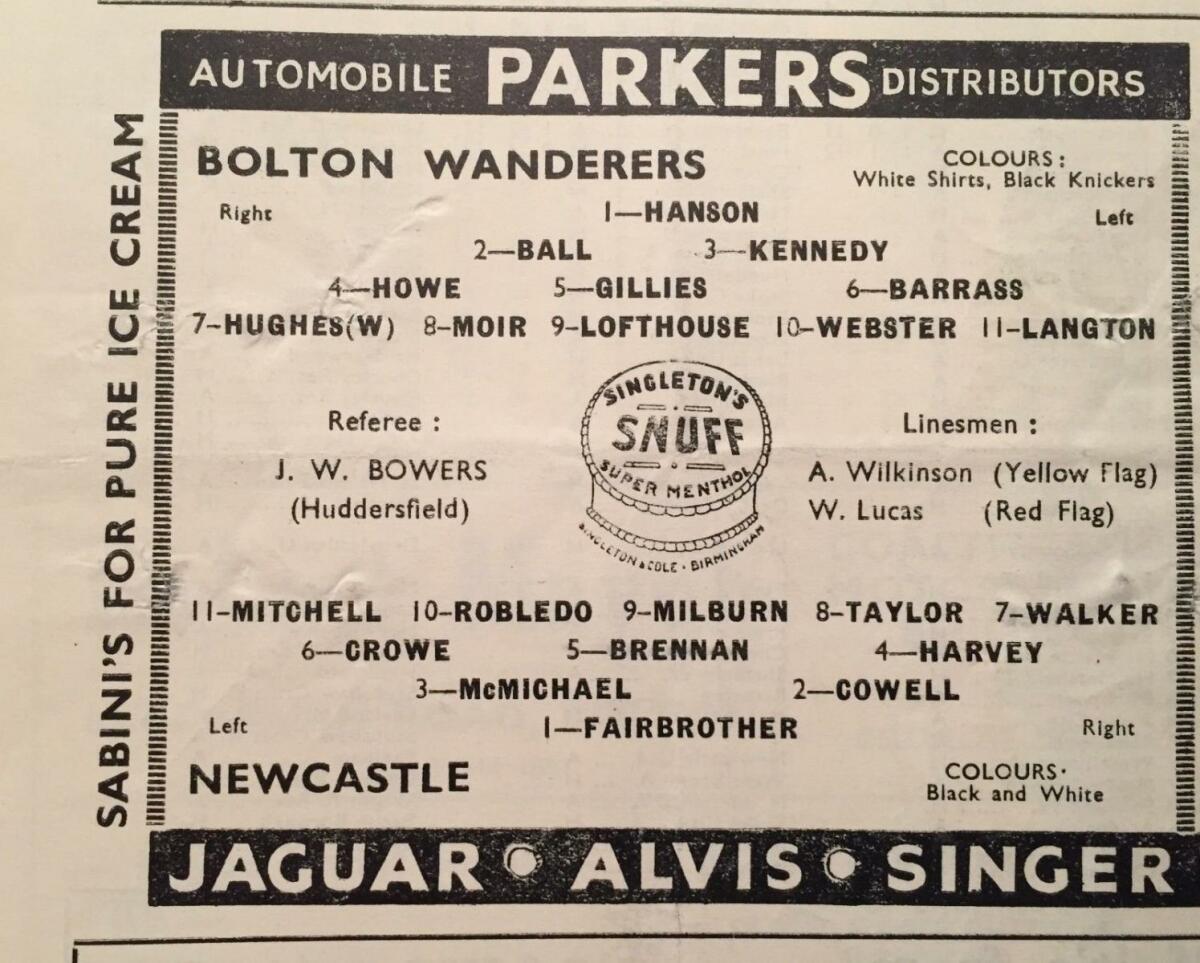 AUTOMOBILE PARKERS DISTRIBUTORS
SABINI'S FOR PURE ICE CREAM
BOLTON WANDERERS
COLOURS:
White Shirts, Black Knickers
Right 1—HANSON Left
2—BALL 3—KENNEDY
4—HOWE 5—GILLIES 6—BARRASS
7-HUGHES(W) 8-MOIR 9-LOFTHOUSE 10-WEBSTER 11-LANGTON
Referee :
J. W. BOWERS
(Huddersfield)
SINGLETON'S
SNUFF
SUPER MENTHOL
SINGLETON & COLE · BIRMINGHAM
Linesmen :
A. Wilkinson (Yellow Flag)
W. Lucas (Red Flag)
11-MITCHELL 10-ROBLEDO 9-MILBURN 8-TAYLOR 7-WALKER
6—CROWE 5—BRENNAN 4—HARVEY
3—McMICHAEL 2—COWELL
Left 1—FAIRBROTHER Right
NEWCASTLE
COLOURS·
Black and White
JAGUAR • ALVIS • SINGER